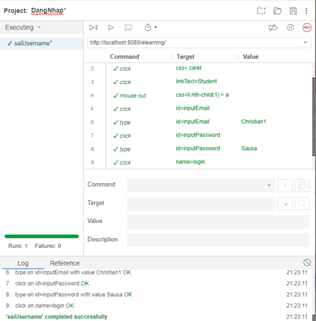 Project: DangNhap*
Executing
✓ saiUsername*
http://localhost:8080/elearning/
Command Target Value
2 ✓ click css=.caret
3 ✓ click linkText=Student
4 ✓ mouse out css=li:nth-child(1) > a
5 ✓ click id=inputEmail
6 ✓ type id=inputEmail Christian1
7 ✓ click id=inputPassword
8 ✓ type id=inputPassword Sausa
9 ✓ click name=login
Command
Target
Value
Description
Runs: 1 Failures: 0
Log Reference
6. type on id=inputEmail with value Christian1 OK 21:23:11
7. click on id=inputPassword OK 21:23:11
8. type on id=inputPassword with value Sausa OK 21:23:11
9. click on name=login OK 21:23:11
'saiUsername' completed successfully 21:23:11